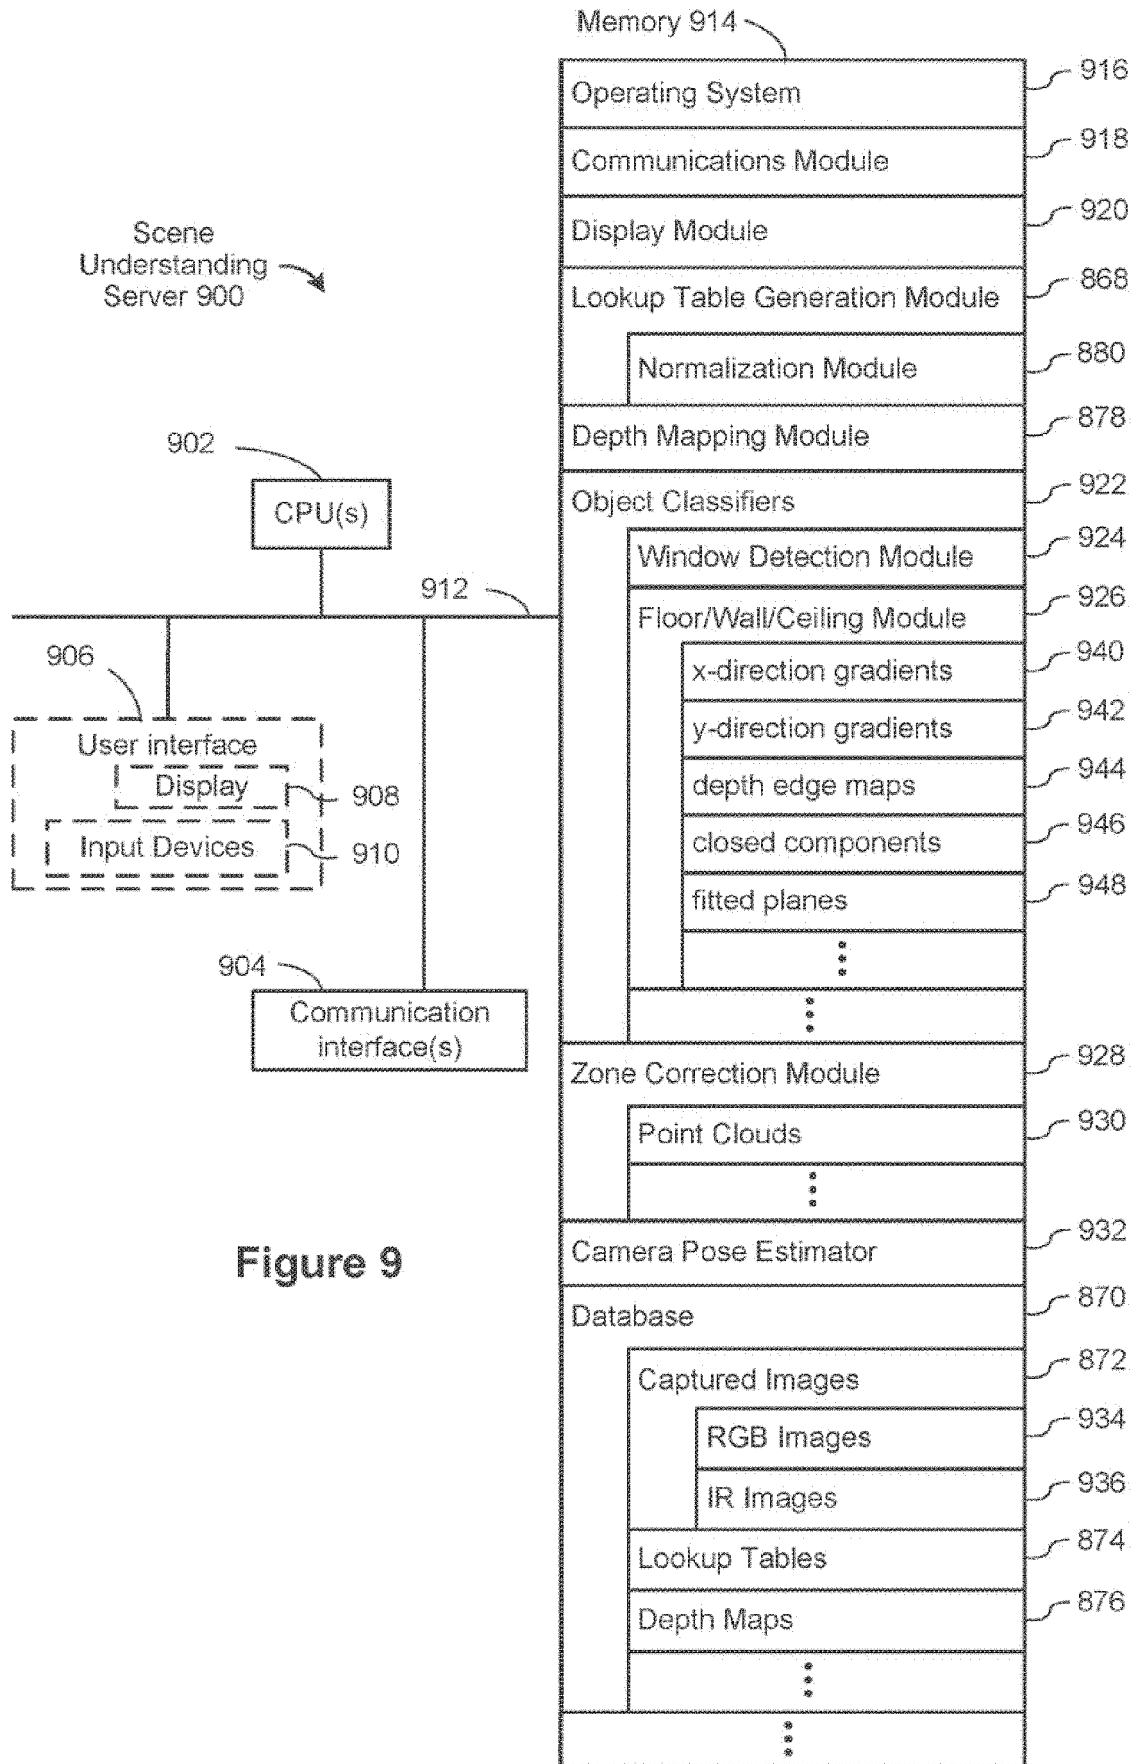 Memory 914
Operating System
916
Communications Module
918
Display Module
920
Lookup Table Generation Module
868
Normalization Module
880
Depth Mapping Module
878
Object Classifiers
922
Window Detection Module
924
Floor/Wall/Ceiling Module
926
x-direction gradients
940
y-direction gradients
942
depth edge maps
944
closed components
946
fitted planes
948
Zone Correction Module
928
Point Clouds
930
Camera Pose Estimator
932
Database
870
Captured Images
872
RGB Images
934
IR Images
936
Lookup Tables
874
Depth Maps
876
Scene
Understanding
Server 900
902
CPU(s)
912
906
User interface
Display
908
Input Devices
910
904
Communication
interface(s)
Figure 9